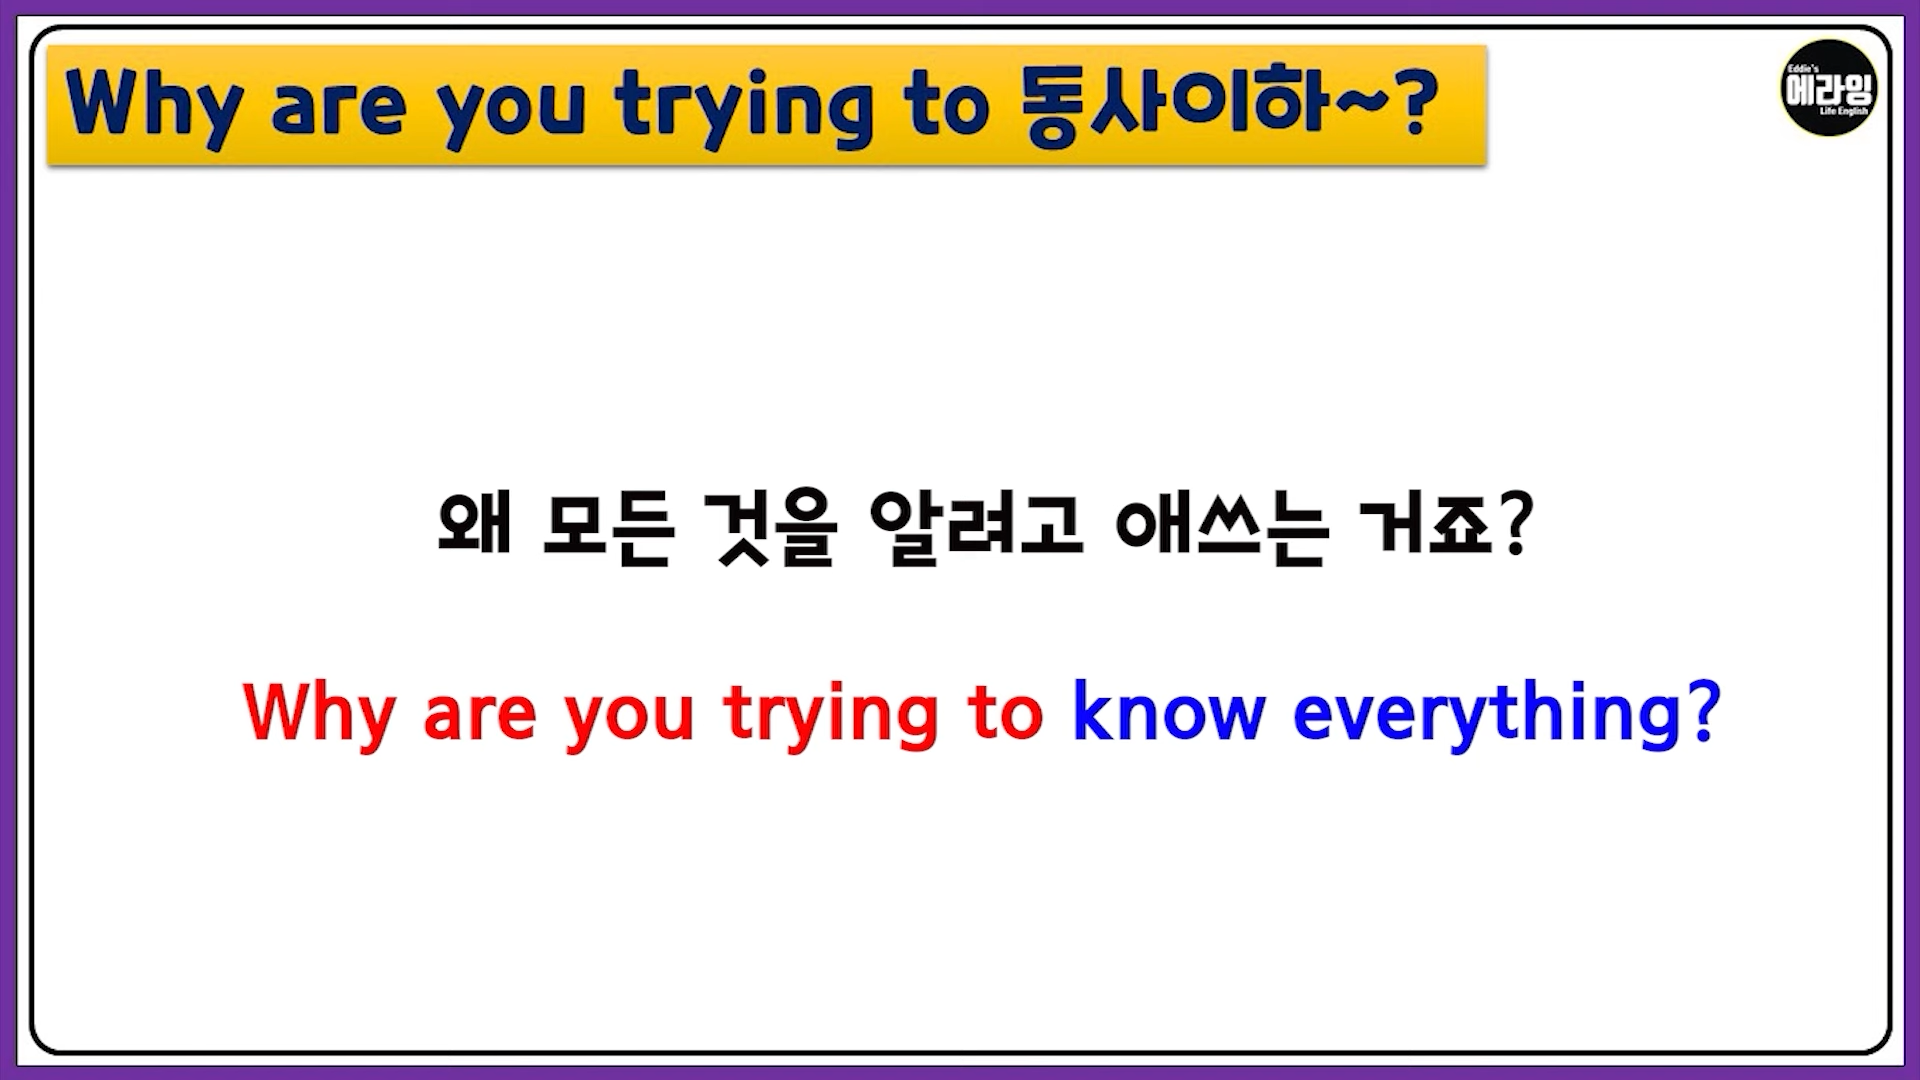 Why are you trying to 동사이하~?
Eddie's
에라잉
Life English
왜 모든 것을 알려고 애쓰는 거죠?
Why are you trying to know everything?